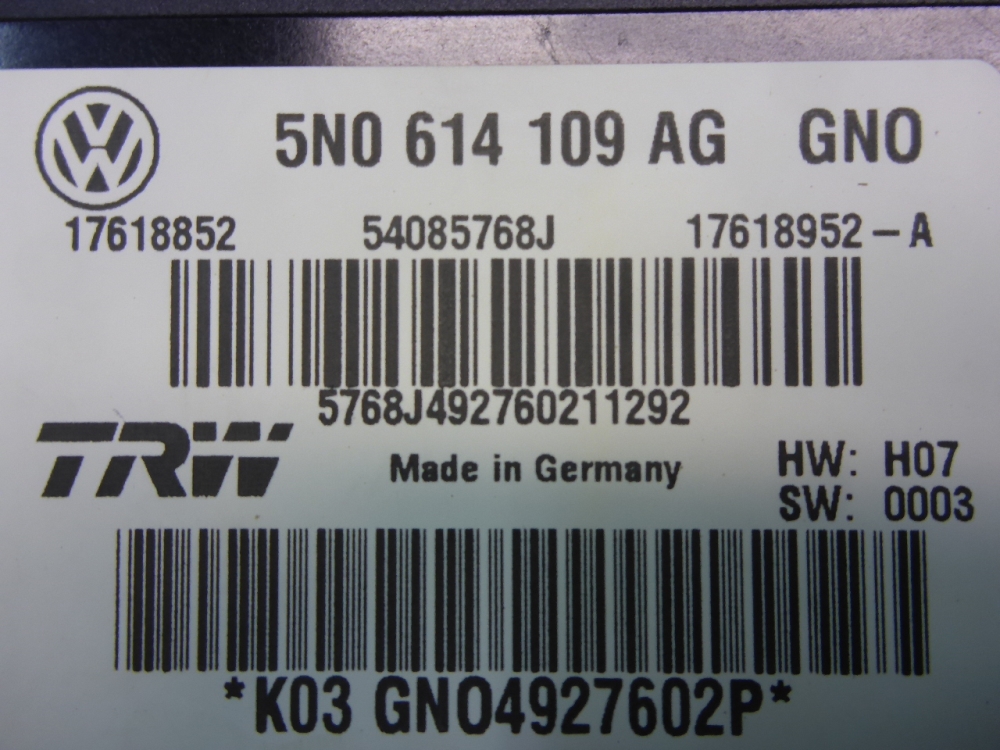 5N0 614 109 AG GNO
17618852 54085768J 17618952-A
5768J492760211292
TRW Made in Germany HW: H07
SW: 0003
*K03 GNO4927602P*